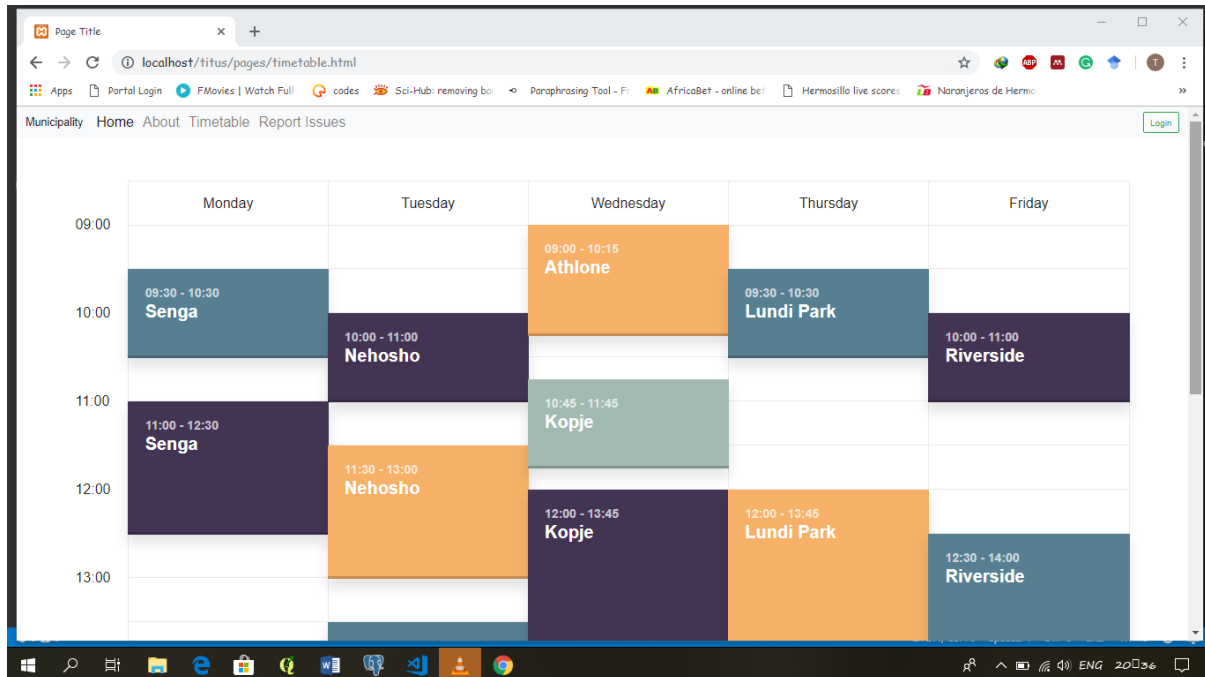 Page Title
localhost/titus/pages/timetable.html
ABP
T
Apps Portal Login FMovies | Watch Full codes Sci-Hub: removing ba Paraphrasing Tool - Fr AB AfricaBet - online bet Hermosillo live scores Naranjeros de Hermo
Municipality Home About Timetable Report Issues Login
Monday Tuesday Wednesday Thursday Friday
09:00
10:00
11:00
12:00
13:00
09:30 - 10:30
Senga
11:00 - 12:30
Senga
10:00 - 11:00
Nehosho
11:30 - 13:00
Nehosho
09:00 - 10:15
Athlone
10:45 - 11:45
Kopje
12:00 - 13:45
Kopje
09:30 - 10:30
Lundi Park
12:00 - 13:45
Lundi Park
10:00 - 11:00
Riverside
12:30 - 14:00
Riverside
ENG 20 36